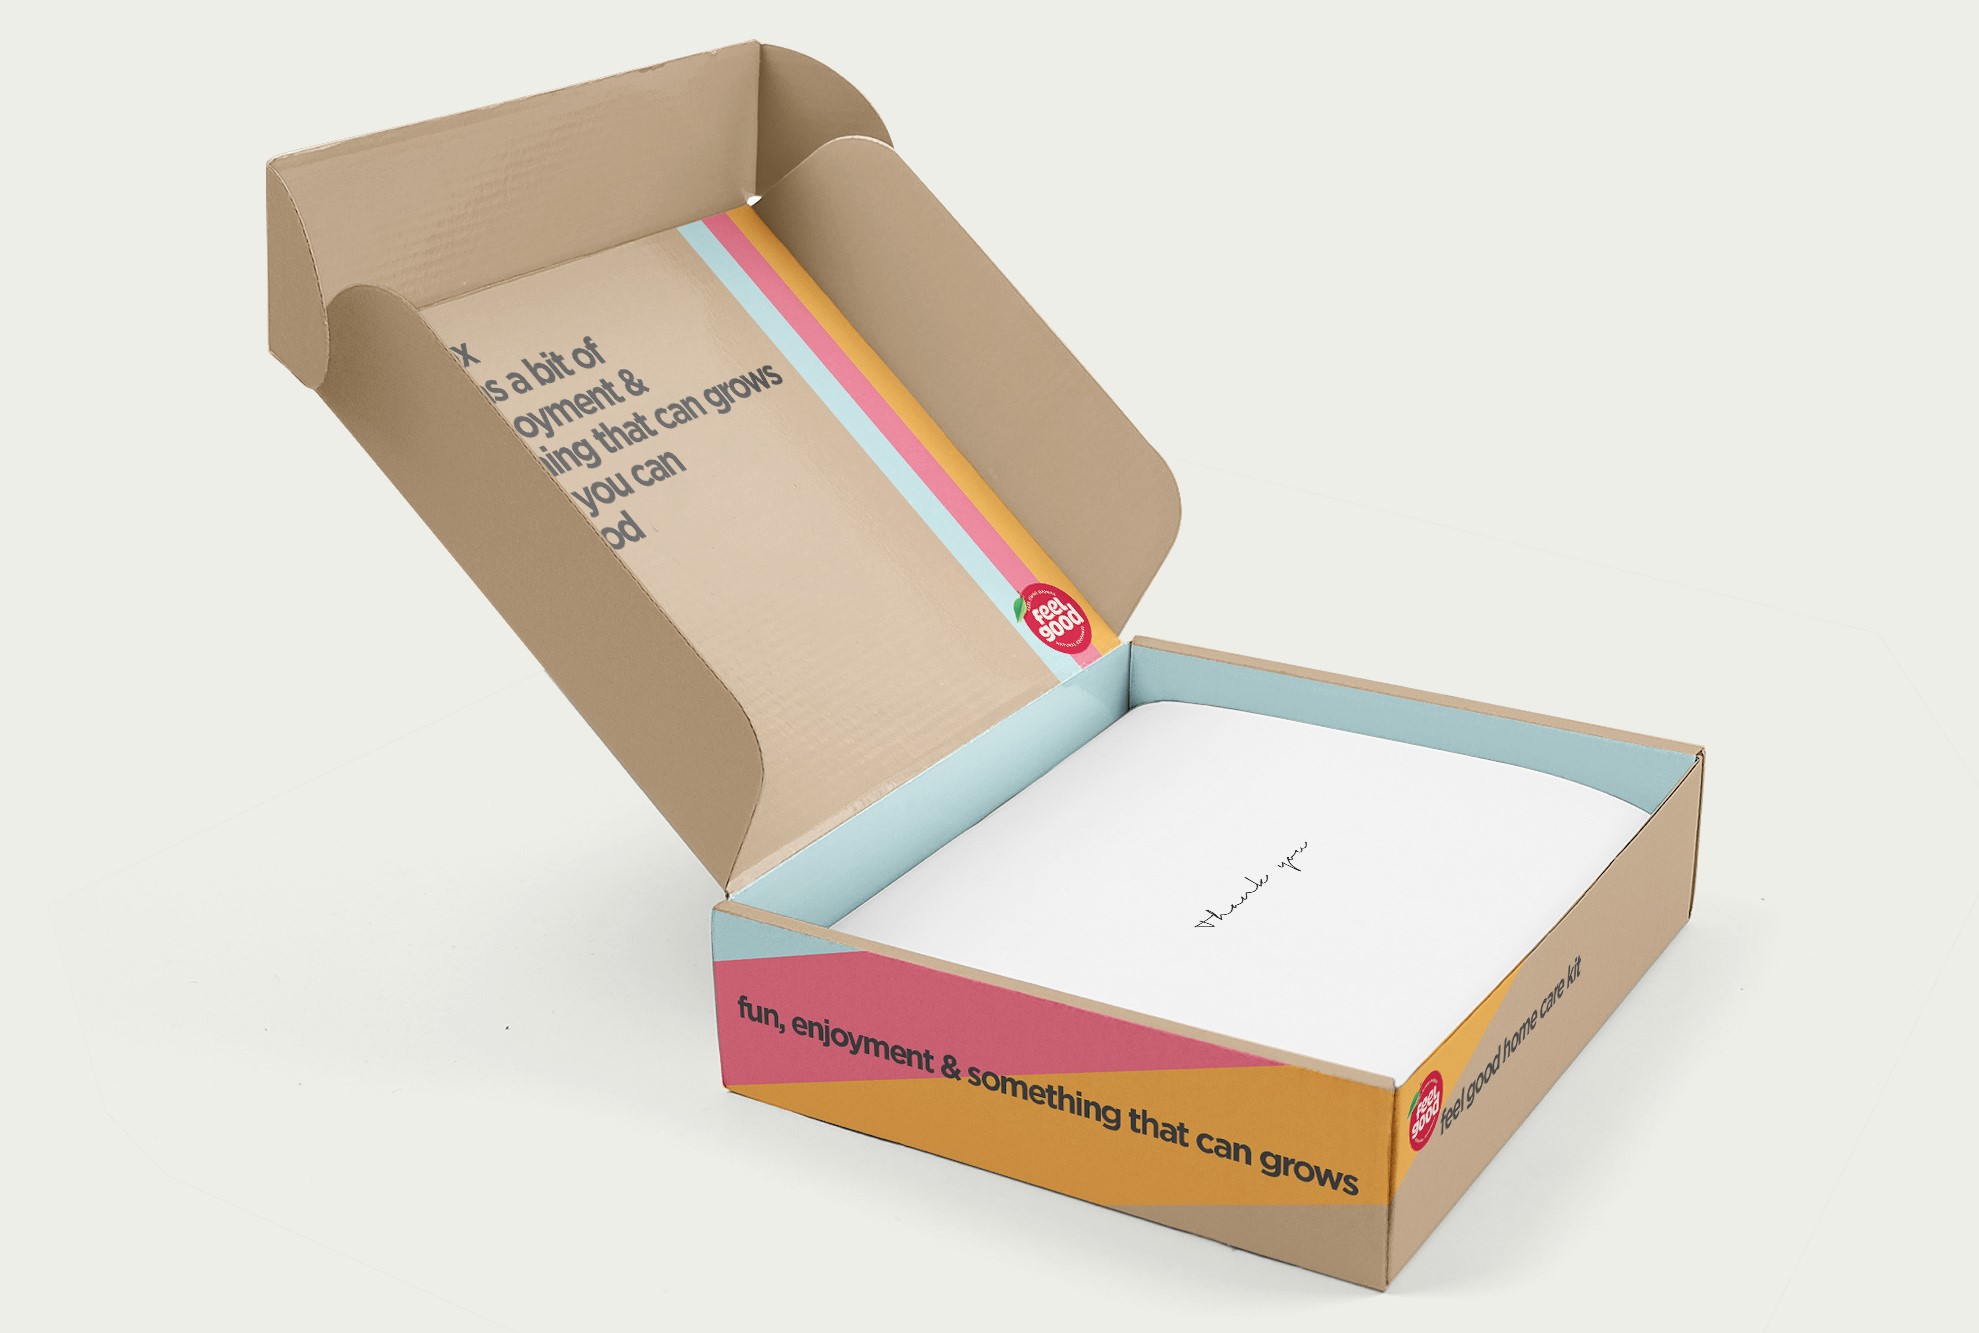 x
s a bit of
oyment &
ing that can grows
you can
od
feel
good
thank you
fun, enjoyment & something that can grows
feel
good
feel good home care kit